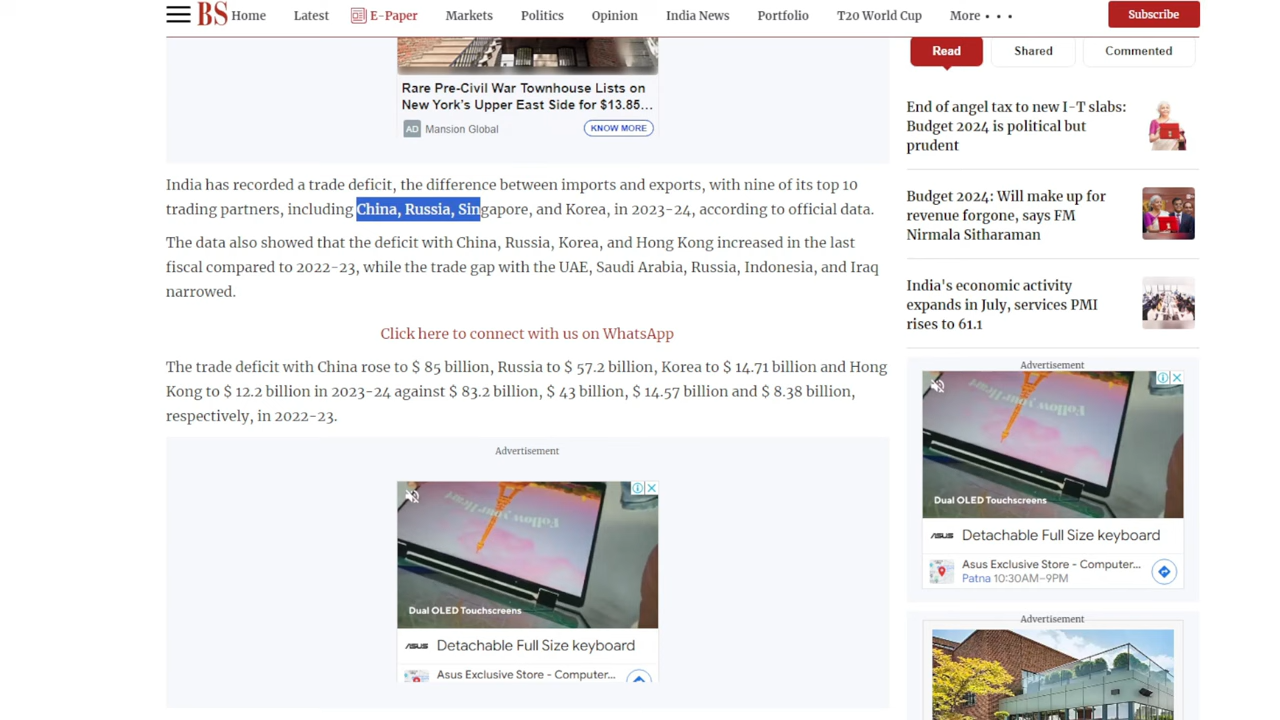 BS Home Latest E-Paper Markets Politics Opinion India News Portfolio T20 World Cup More Subscribe
Rare Pre-Civil War Townhouse Lists on
New York's Upper East Side for $13.85...
AD Mansion Global KNOW MORE
India has recorded a trade deficit, the difference between imports and exports, with nine of its top 10
trading partners, including China, Russia, Singapore, and Korea, in 2023-24, according to official data.
The data also showed that the deficit with China, Russia, Korea, and Hong Kong increased in the last
fiscal compared to 2022-23, while the trade gap with the UAE, Saudi Arabia, Russia, Indonesia, and Iraq
narrowed.
Click here to connect with us on WhatsApp
The trade deficit with China rose to $ 85 billion, Russia to $ 57.2 billion, Korea to $ 14.71 billion and Hong
Kong to $ 12.2 billion in 2023-24 against $ 83.2 billion, $ 43 billion, $ 14.57 billion and $ 8.38 billion,
respectively, in 2022-23.
Advertisement
Follow your Heart
Dual OLED Touchscreens
ASUS Detachable Full Size keyboard
Asus Exclusive Store - Computer...
Read Shared Commented
End of angel tax to new I-T slabs:
Budget 2024 is political but
prudent
Budget 2024: Will make up for
revenue forgone, says FM
Nirmala Sitharaman
India's economic activity
expands in July, services PMI
rises to 61.1
Advertisement
Follow your Heart
Dual OLED Touchscreens
ASUS Detachable Full Size keyboard
Asus Exclusive Store - Computer...
Patna 10:30AM–9PM
Advertisement